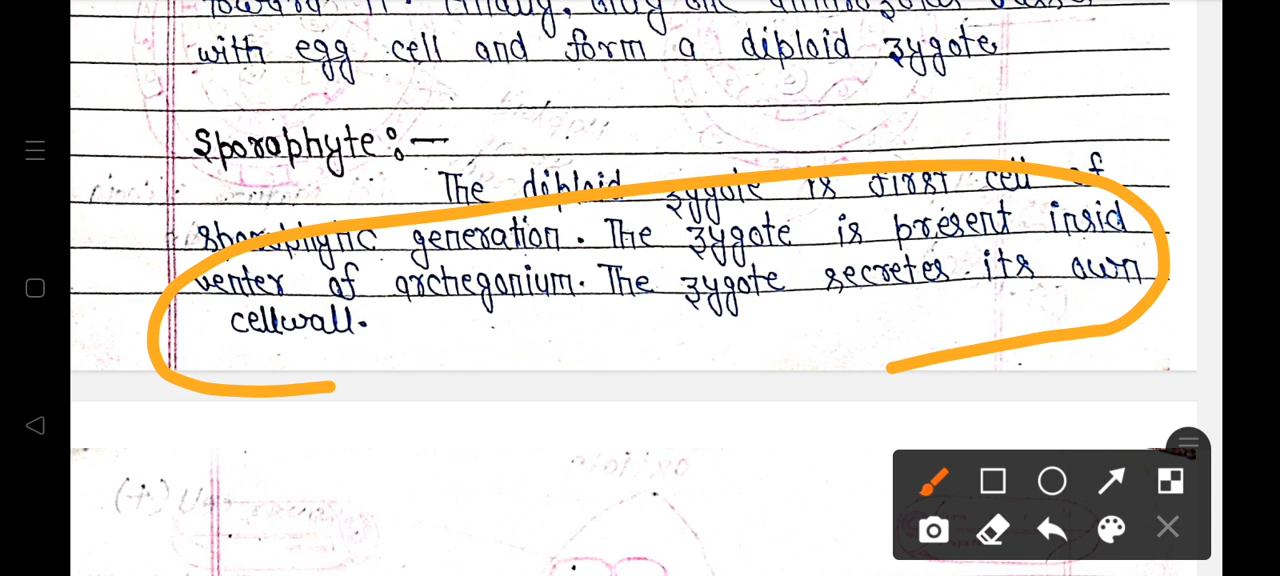 with egg cell and form a diploid zygote
Sporophyte:—
The diploid zygote is first cell of
sporophytic generation. The zygote is present insid
venter of archegonium. The zygote secretes its own
cellwall.